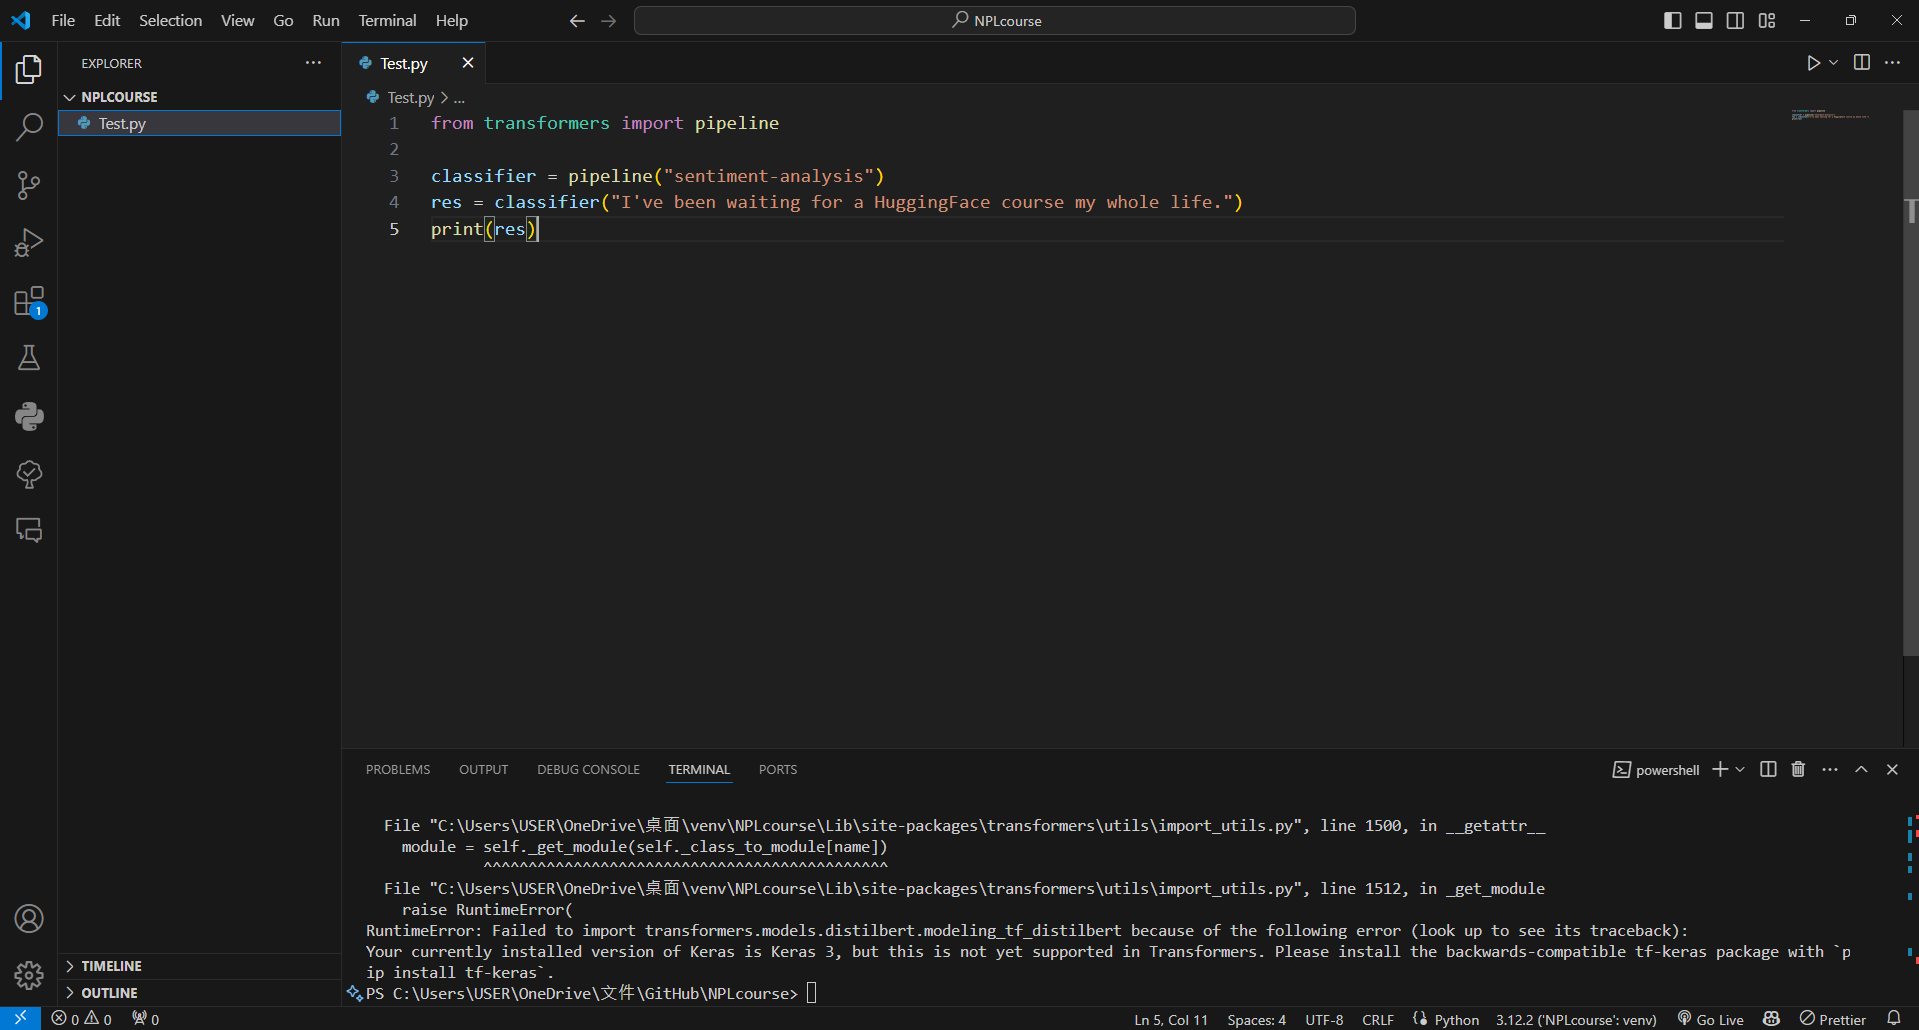 File Edit Selection View Go Run Terminal Help
NPLcourse
EXPLORER
NPLCOURSE
Test.py
1
TIMELINE
OUTLINE
Test.py
Test.py > ...
1 from transformers import pipeline
2
3 classifier = pipeline("sentiment-analysis")
4 res = classifier("I've been waiting for a HuggingFace course my whole life.")
5 print(res)
PROBLEMS OUTPUT DEBUG CONSOLE TERMINAL PORTS
powershell
File "C:\Users\USER\OneDrive\桌面\venv\NPLcourse\Lib\site-packages\transformers\utils\import_utils.py", line 1500, in __getattr__
module = self._get_module(self._class_to_module[name])
^^^^^^^^^^^^^^^^^^^^^^^^^^^^^^^^^^^^^^^^^^^^^
File "C:\Users\USER\OneDrive\桌面\venv\NPLcourse\Lib\site-packages\transformers\utils\import_utils.py", line 1512, in _get_module
raise RuntimeError(
RuntimeError: Failed to import transformers.models.distilbert.modeling_tf_distilbert because of the following error (look up to see its traceback):
Your currently installed version of Keras is Keras 3, but this is not yet supported in Transformers. Please install the backwards-compatible tf-keras package with `p
ip install tf-keras`.
PS C:\Users\USER\OneDrive\文件\GitHub\NPLcourse>
0 0 0
Ln 5, Col 11 Spaces: 4 UTF-8 CRLF Python 3.12.2 ('NPLcourse': venv) Go Live Prettier